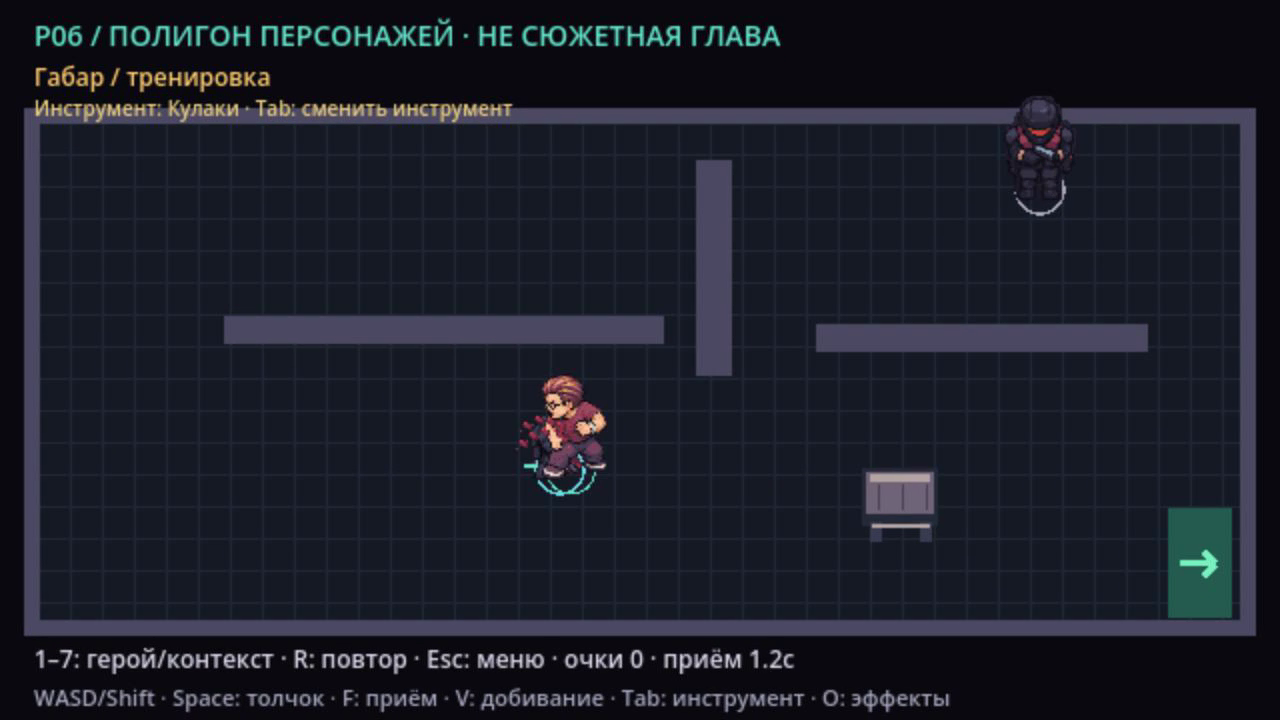 P06 / ПОЛИГОН ПЕРСОНАЖЕЙ · НЕ СЮЖЕТНАЯ ГЛАВА
Габар / тренировка
Инструмент: Кулаки · Tab: сменить инструмент
→
1–7: герой/контекст · R: повтор · Esc: меню · очки 0 · приём 1.2с
WASD/Shift · Space: толчок · F: приём · V: добивание · Tab: инструмент · O: эффекты